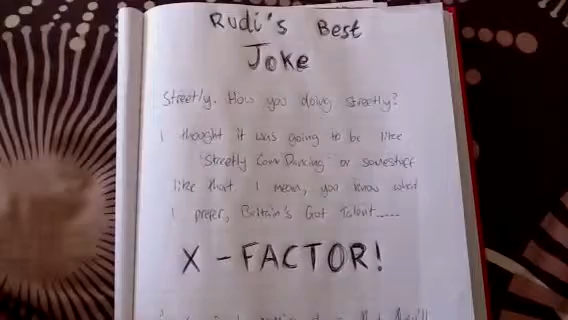 Rudi's Best
Joke
Streetly. How you doing Streetly?
I thought it was going to be like
'Streetly Come Dancing' or
like that I mean, you know what
I prefer, Britain's Got Talent.....
X-FACTOR!